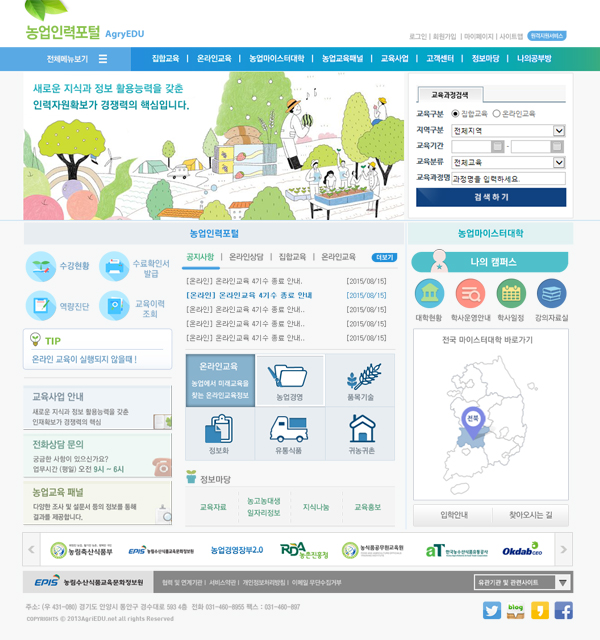 농업인력포털 AgryEDU
로그인 | 회원가입 | 마이페이지 | 사이트맵 원격지원서비스
전체메뉴보기 집합교육 | 온라인교육 | 농업마이스터대학 | 농업교육패널 | 교육사업 | 고객센터 | 정보마당 | 나의공부방
새로운 지식과 정보 활용능력을 갖춘
인력자원확보가 경쟁력의 핵심입니다.
교육과정검색
교육구분 집합교육 온라인교육
지역구분 전체지역
교육기간 -
교육분류 전체교육
교육과정명 과정명을 입력하세요.
검색하기
농업인력포털
수강현황
수료확인서
발급
역량진단
교육이력
조회
TIP
온라인 교육이 실행되지 않을때 !
교육사업 안내
새로운 지식과 정보 활용능력을 갖춘
인재확보가 경쟁력의 핵심
전화상담 문의
궁금한 사항이 있으신가요?
업무시간 (평일) 오전 9시 ~ 6시
농업교육 패널
다양한 조사 및 설문서 등의 정보를 통해
결과를 제공합니다.
공지사항 | 온라인상담 | 집합교육 | 온라인교육 더보기
[온라인] 온라인교육 4기수 종료 안내. [2015/08/15]
[온라인] 온라인교육 4기수 종료 안내 [2015/08/15]
[온라인] 온라인교육 4기수 종료 안내.. [2015/08/15]
[온라인] 온라인교육 4기수 종료 안내.. [2015/08/15]
[온라인] 온라인교육 4기수 종료 안내.. [2015/08/15]
온라인교육
농업에서 미래교육을
찾는 온라인교육정보
농업경영
품목기술
정보화
유통식품
귀농귀촌
정보마당
교육자료
농고농대생
일자리정보
지식나눔
교육홍보
농업마이스터대학
나의 캠퍼스
대학현황
학사운영안내
학사일정
강의자료실
전국 마이스터대학 바로가기
전북
입학안내
찾아오시는 길
농림축산식품부
EPIS 농림수산식품교육문화정보원
농업경영장부2.0
RDA 농촌진흥청
농식품공무원교육원
aT 한국농수산식품유통공사
Okdab CEO
EPIS 농림수산식품교육문화정보원
협력 및 연계기관 | 서비스약관 | 개인정보처리방침 | 이메일 무단수집거부
유관기관 및 관련사이트
주소: (우 431-060) 경기도 안양시 동안구 경수대로 593 4층 전화 031-460-8855 팩스 : 031-460-897
COPYRIGHTS © 2013AgriEDU.net all rights Reserved
blog